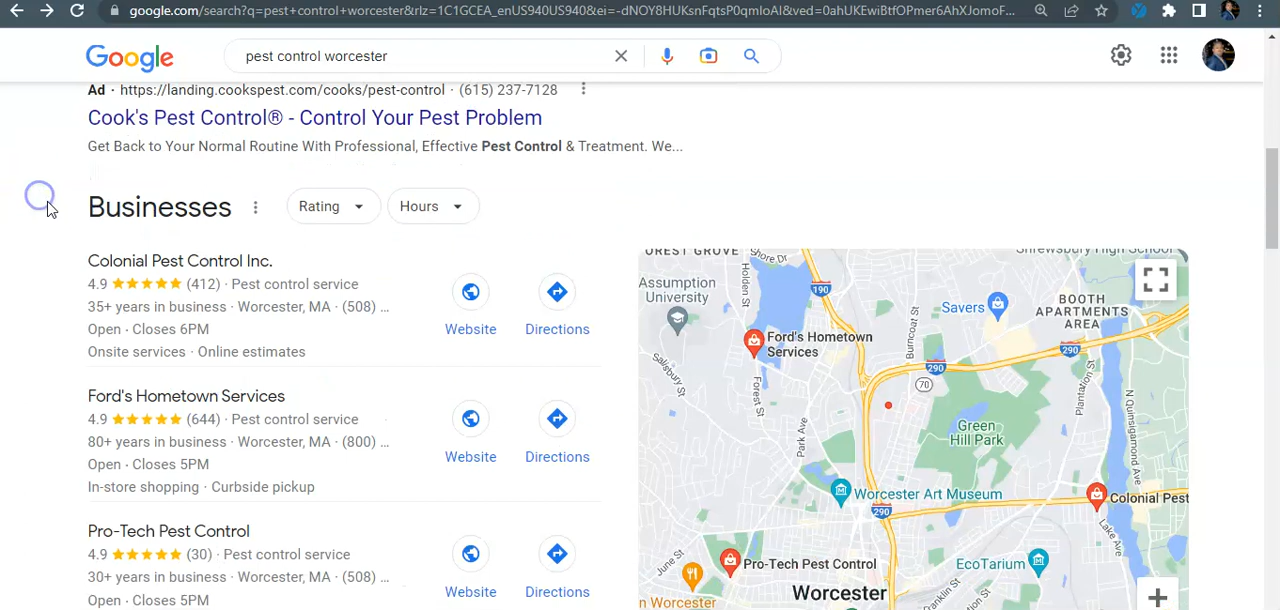 google.com/search?q=pest+control+worcester&rlz=1C1GCEA_enUS940US940&ei=-dNOY8HUKsnFqtsP0qmIoAI&ved=0ahUKEwiBtfOPmer6AhXJomoF...
Google
pest control worcester
Ad · https://landing.cookspest.com/cooks/pest-control · (615) 237-7128
Cook's Pest Control® - Control Your Pest Problem
Get Back to Your Normal Routine With Professional, Effective Pest Control & Treatment. We...
Businesses
Rating
Hours
Colonial Pest Control Inc.
4.9 (412) · Pest control service
35+ years in business · Worcester, MA · (508) ...
Open · Closes 6PM
Onsite services · Online estimates
Website
Directions
Ford's Hometown Services
4.9 (644) · Pest control service
80+ years in business · Worcester, MA · (800) ...
Open · Closes 5PM
In-store shopping · Curbside pickup
Website
Directions
Pro-Tech Pest Control
4.9 (30) · Pest control service
30+ years in business · Worcester, MA · (508) ...
Open · Closes 5PM
Website
Directions
OREST GROVE
Shore Dr
Shrewsbury High School
Assumption
University
Holden St
190
Savers
BOOTH
APARTMENTS
AREA
Ford's Hometown
Services
Burncoat St
290
290
Salisbury St
Forest St
70
Plantation St
N Quinsigamond Ave
Park Ave
Green
Hill Park
Worcester Art Museum
290
Colonial Pest
Lake Ave
June St
Pro-Tech Pest Control
EcoTarium
Worcester
n Worcester
Franklin St